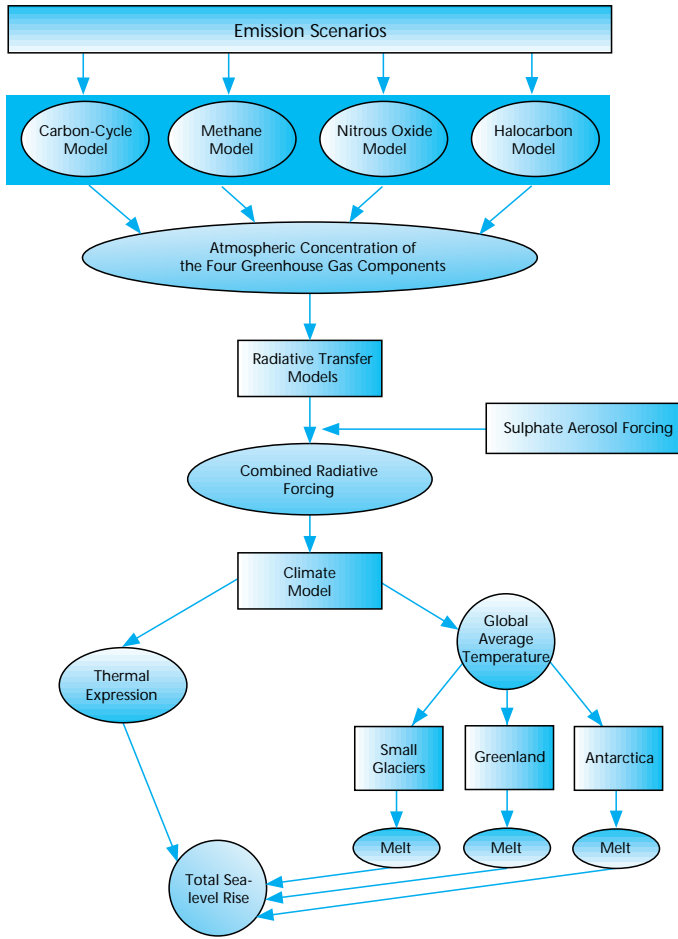 Emission Scenarios
Carbon-Cycle
Model
Methane
Model
Nitrous Oxide
Model
Halocarbon
Model
Atmospheric Concentration of
the Four Greenhouse Gas Components
Radiative Transfer
Models
Sulphate Aerosol Forcing
Combined Radiative
Forcing
Climate
Model
Global
Average
Temperature
Thermal
Expression
Small
Glaciers
Greenland
Antarctica
Melt
Melt
Melt
Total Sea-
level Rise